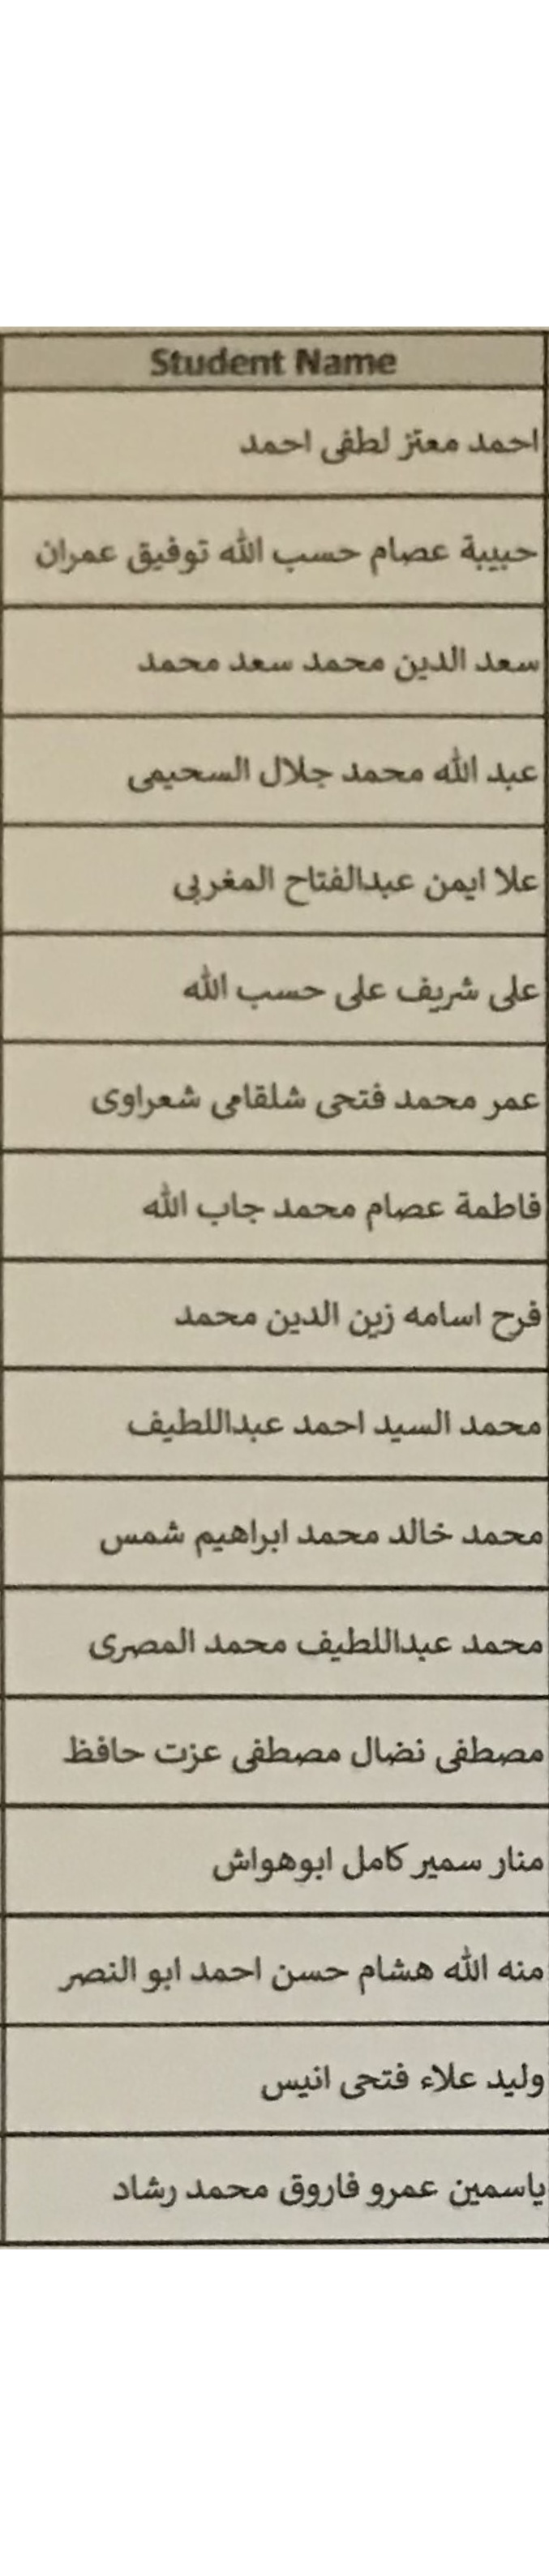 Student Name
احمد معتز لطفى احمد
حبيبة عصام حسب الله توفيق عمران
سعد الدين محمد سعد محمد
عبد الله محمد جلال السحيمى
علا ايمن عبدالفتاح المغربى
على شريف على حسب الله
عمر محمد فتحى شلقامى شعراوى
فاطمة عصام محمد جاب الله
فرح اسامه زين الدين محمد
محمد السيد احمد عبداللطيف
محمد خالد محمد ابراهيم شمس
محمد عبداللطيف محمد المصرى
مصطفى نضال مصطفى عزت حافظ
منار سمير كامل ابوهواش
منه الله هشام حسن احمد ابو النصر
وليد علاء فتحى انيس
ياسمين عمرو فاروق محمد رشاد